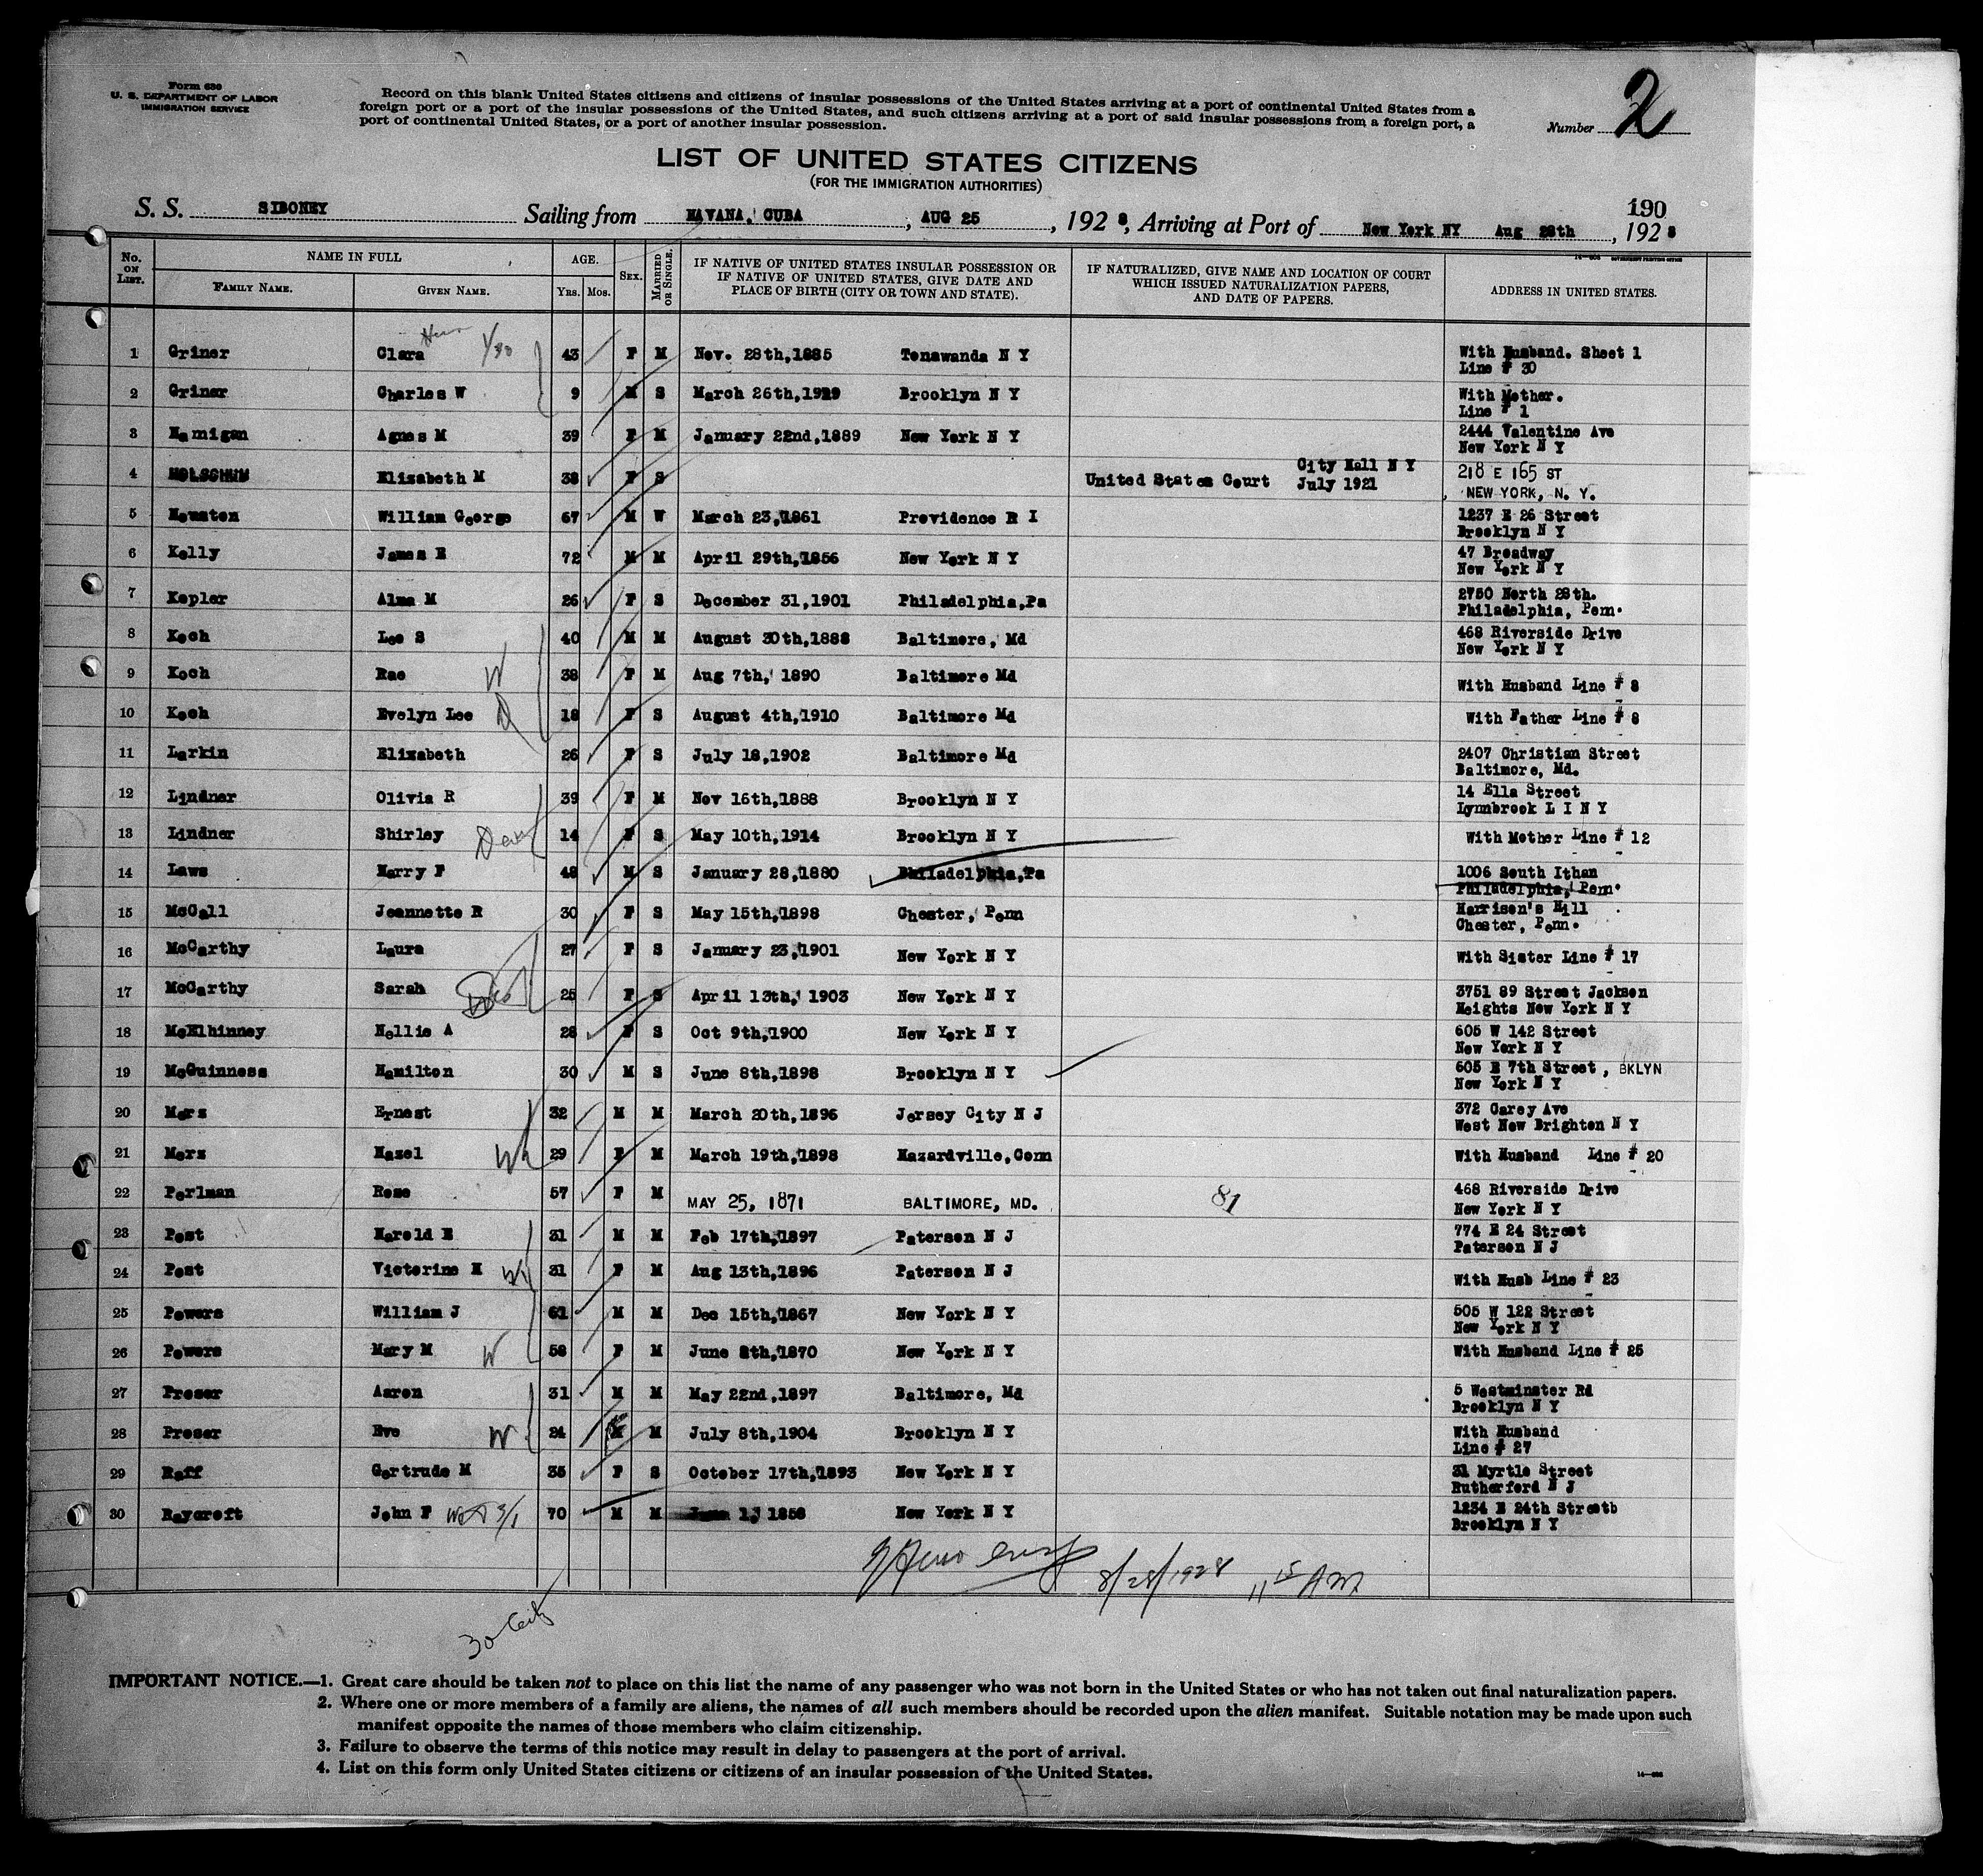 Form 630
U. S. DEPARTMENT OF LABOR
IMMIGRATION SERVICE
Record on this blank United States citizens and citizens of insular possessions of the United States arriving at a port of continental United States from a
foreign port or a port of the insular possessions of the United States, and such citizens arriving at a port of said insular possessions from a foreign port, a
port of continental United States, or a port of another insular possession.
Number 2
LIST OF UNITED STATES CITIZENS
(FOR THE IMMIGRATION AUTHORITIES)
190
S. S. SIBONEY Sailing from HAVANA, CUBA, AUG 25, 1928, Arriving at Port of New York NY Aug 28th, 1928
No. ON LIST. NAME IN FULL AGE. SEX. MARRIED OR SINGLE. IF NATIVE OF UNITED STATES INSULAR POSSESSION OR IF NATIVE OF UNITED STATES, GIVE DATE AND PLACE OF BIRTH (CITY OR TOWN AND STATE). IF NATURALIZED, GIVE NAME AND LOCATION OF COURT WHICH ISSUED NATURALIZATION PAPERS, AND DATE OF PAPERS. ADDRESS IN UNITED STATES.
FAMILY NAME. GIVEN NAME. Yrs. Mos.
1 Griner Clara 1/30 43 F M Nov. 28th,1885 Tonawanda N Y With Husband. Sheet 1
Line # 30
2 Griner Charles W 9 M S March 26th,1919 Brooklyn N Y With Mother.
Line # 1
3 Hamigan Agnes M 39 F M January 22nd,1889 New York N Y 2444 Valentine Ave
New York N Y
4 HOLSCHUH Elizabeth M 38 F S United States Court City Hall N Y July 1921 218 E 165 ST
NEW YORK, N. Y.
5 Houston William George 67 M W March 23,1861 Providence R I 1237 E 26 Street
Brooklyn N Y
6 Kelly James E 72 M M April 29th,1856 New York N Y 47 Broadway
New York N Y
7 Kepler Alma M 26 F S December 31,1901 Philadelphia,Pa 2750 North 28th.
Philadelphia, Penn.
8 Koch Lee S 40 M M August 30th,1888 Baltimore, Md 468 Riverside Drive
New York N Y
9 Koch Rae W 38 F M Aug 7th, 1890 Baltimore Md With Husband Line # 8
10 Koch Evelyn Lee D 18 F S August 4th,1910 Baltimore Md With Father Line # 8
11 Larkin Elizabeth 26 F S July 18,1902 Baltimore Md 2407 Christian Street
Baltimore, Md.
12 Lindner Olivia R 39 F M Nov 16th,1888 Brooklyn N Y 14 Ella Street
Lynnbrook L I N Y
13 Lindner Shirley 14 F S May 10th,1914 Brooklyn N Y With Mother Line # 12
14 Laws Harry F 48 M S January 28,1880 Philadelphia,Pa 1006 South Ithan
Philadelphia, Penn.
15 McCall Jeannette R 30 F S May 15th,1898 Chester, Penn Harrison's Hill
Chester, Penn.
16 McCarthy Laura 27 F S January 23,1901 New York N Y With Sister Line # 17
17 McCarthy Sarah 25 F S April 13th, 1903 New York N Y 3751 89 Street Jackson
Heights New York N Y
18 McElhinney Nellie A 28 F S Oct 9th,1900 New York N Y 605 W 142 Street
New York N Y
19 McGuinness Hamilton 30 M S June 8th,1898 Brooklyn N Y 605 E 7th Street, BKLYN
New York N Y
20 Merz Ernest 32 M M March 20th,1896 Jersey City N J 372 Carey Ave
West New Brighton N Y
21 Merz Hazel 29 F M March 19th,1898 Hazardville,Conn With Husband Line # 20
22 Perlman Rose 57 F M MAY 25, 1871 BALTIMORE, MD. 81 468 Riverside Drive
New York N Y
23 Post Harold E 31 M M Feb 17th,1897 Paterson N J 774 E 24 Street
Paterson N J
24 Post Victorine H 31 F M Aug 13th,1896 Paterson N J With Husb Line # 23
25 Powers William J 61 M M Dec 15th,1867 New York N Y 505 W 122 Street
New York N Y
26 Powers Mary M W 58 F M June 8th,1870 New York N Y With Husband Line # 25
27 Preser Aaron 31 M M May 22nd,1897 Baltimore, Md 5 Westminster Rd
Brooklyn N Y
28 Preser Eve W 24 M July 8th,1904 Brooklyn N Y With Husband
Line # 27
29 Raff Gertrude M 35 F S October 17th,1893 New York N Y 31 Myrtle Street
Rutherford N J
30 Raycroft John F 70 M M June 1, 1858 New York N Y 1234 E 24th Streetb
Brooklyn N Y
8/28/1928 11 15 AM
IMPORTANT NOTICE.—1. Great care should be taken not to place on this list the name of any passenger who was not born in the United States or who has not taken out final naturalization papers.
2. Where one or more members of a family are aliens, the names of all such members should be recorded upon the alien manifest. Suitable notation may be made upon such
manifest opposite the names of those members who claim citizenship.
3. Failure to observe the terms of this notice may result in delay to passengers at the port of arrival.
4. List on this form only United States citizens or citizens of an insular possession of the United States.